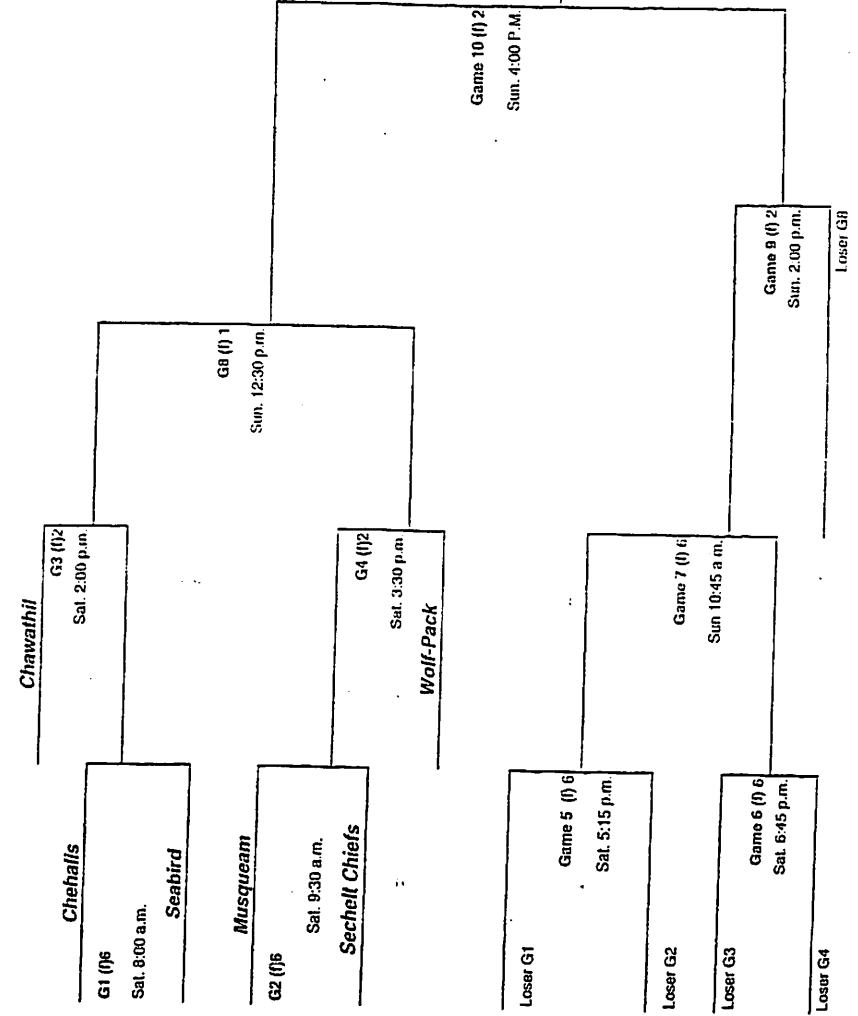 Chehalis
G1 (f)6
Sat. 8:00 a.m.
Seabird
Musqueam
G2 (f)6
Sat. 9:30 a.m.
Sechelt Chiefs
Loser G1
Game 5 (f) 6
Sat. 5:15 p.m.
Loser G2
Loser G3
Game 6 (f) 6
Sat. 6:45 p.m.
Loser G4
Chawathil
G3 (f)2
Sat. 2:00 p.m.
G4 (f)2
Sat. 3:30 p.m.
Wolf-Pack
Game 7 (f) 6
Sun 10:45 a m.
G8 (f) 1
Sun. 12:30 p.m.
Game 9 (f) 2
Sun. 2.00 p.m.
Loser G8
Game 10 (f) 2
Sun. 4:00 P.M.